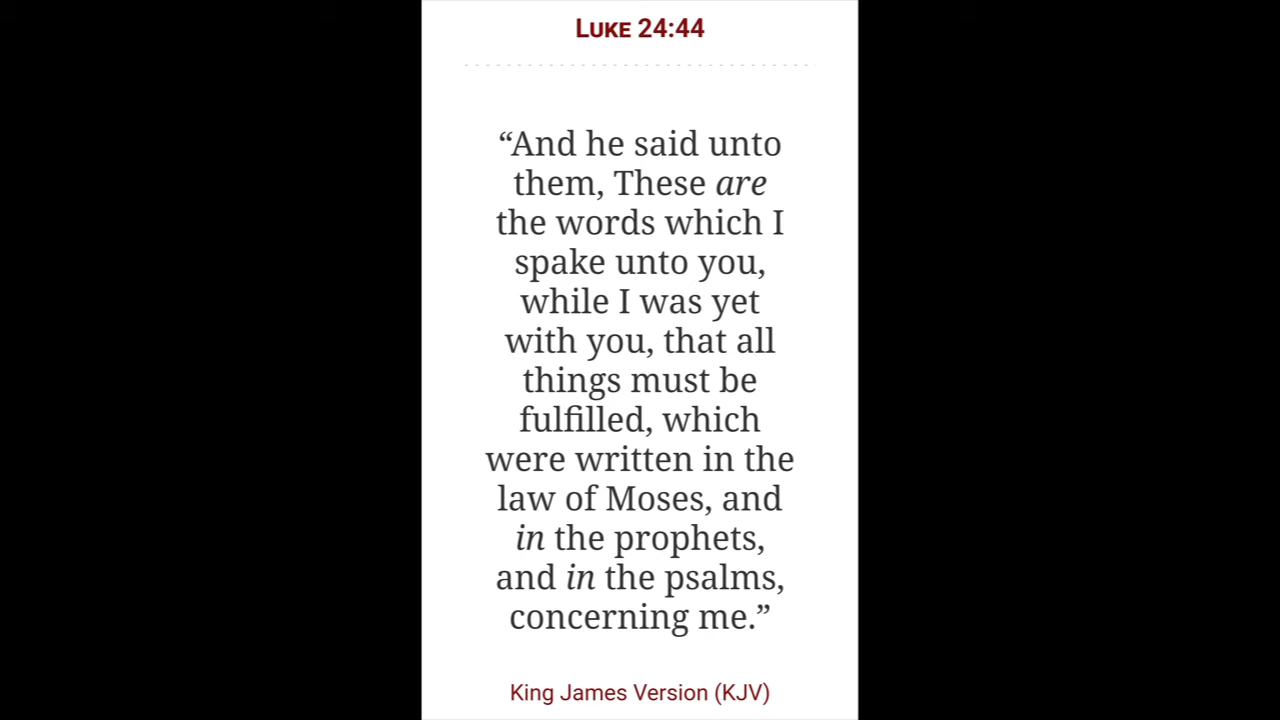 Luke 24:44
“And he said unto
them, These are
the words which I
spake unto you,
while I was yet
with you, that all
things must be
fulfilled, which
were written in the
law of Moses, and
in the prophets,
and in the psalms,
concerning me.”
King James Version (KJV)